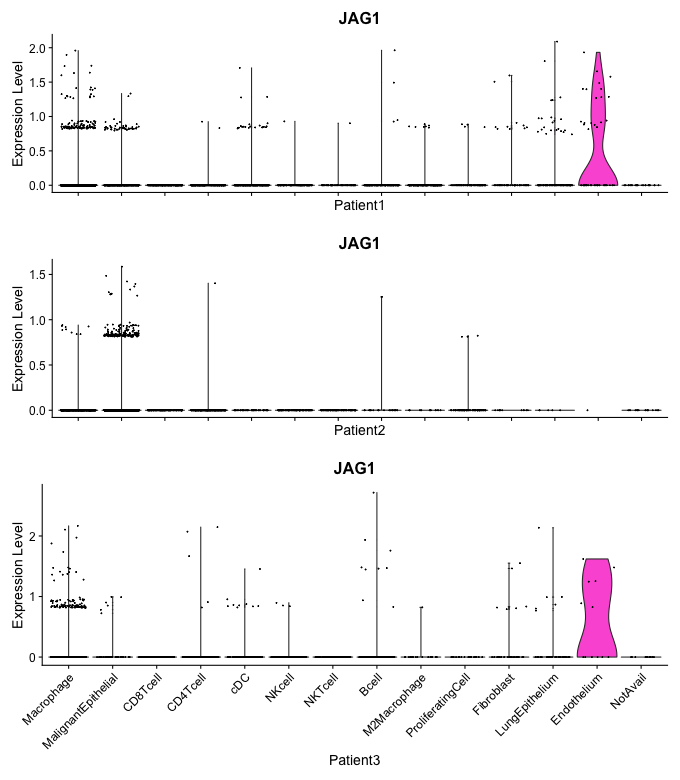 JAG1
Expression Level
2.0
1.5
1.0
0.5
0.0
Patient1
JAG1
Expression Level
1.5
1.0
0.5
0.0
Patient2
JAG1
Expression Level
2
1
0
Macrophage
MalignantEpithelial
CD8Tcell
CD4Tcell
cDC
NKcell
NKTcell
Bcell
M2Macrophage
ProliferatingCell
Fibroblast
LungEpithelium
Endothelium
NotAvail
Patient3